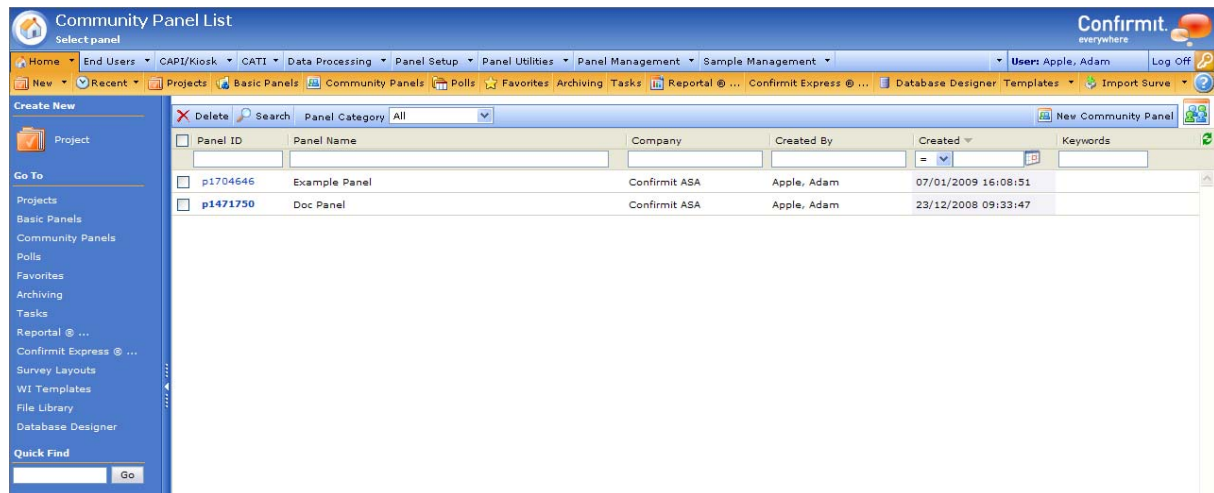 Community Panel List
Select panel
Confirmit.
everywhere
Home End Users CAPI/Kiosk CATI Data Processing Panel Setup Panel Utilities Panel Management Sample Management User: Apple, Adam Log Off
New Recent Projects Basic Panels Community Panels Polls Favorites Archiving Tasks Reportal ® ... Confirmit Express ® ... Database Designer Templates Import Surve
Create New
Project
Go To
Projects
Basic Panels
Community Panels
Polls
Favorites
Archiving
Tasks
Reportal ® ...
Confirmit Express ® ...
Survey Layouts
WI Templates
File Library
Database Designer
Quick Find
Go
Delete Search Panel Category All New Community Panel
Panel ID Panel Name Company Created By Created Keywords
=
p1704646 Example Panel Confirmit ASA Apple, Adam 07/01/2009 16:08:51
p1471750 Doc Panel Confirmit ASA Apple, Adam 23/12/2008 09:33:47